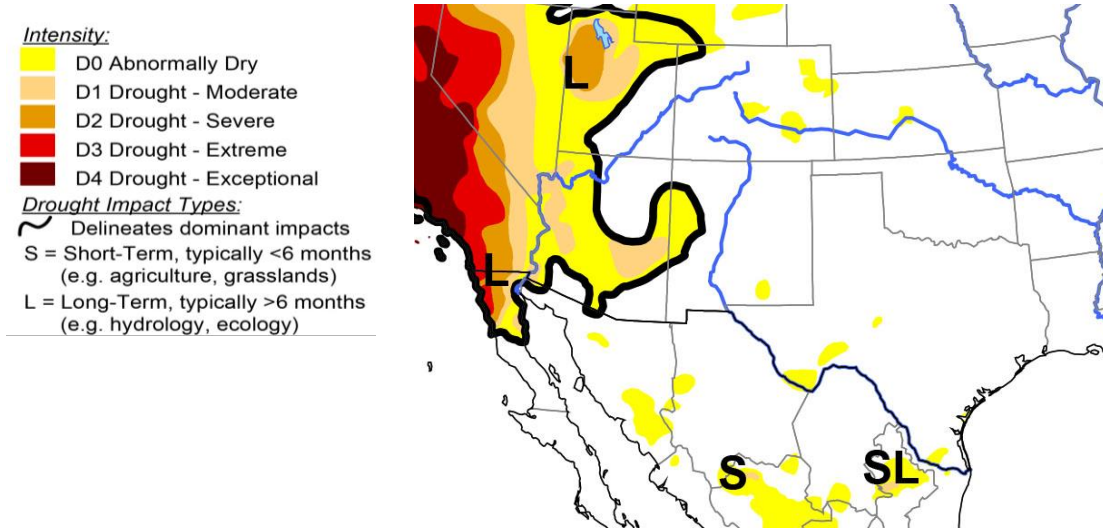 Intensity:
D0 Abnormally Dry
D1 Drought - Moderate
D2 Drought - Severe
D3 Drought - Extreme
D4 Drought - Exceptional
Drought Impact Types:
Delineates dominant impacts
S = Short-Term, typically <6 months
(e.g. agriculture, grasslands)
L = Long-Term, typically >6 months
(e.g. hydrology, ecology)
L
L
S
SL